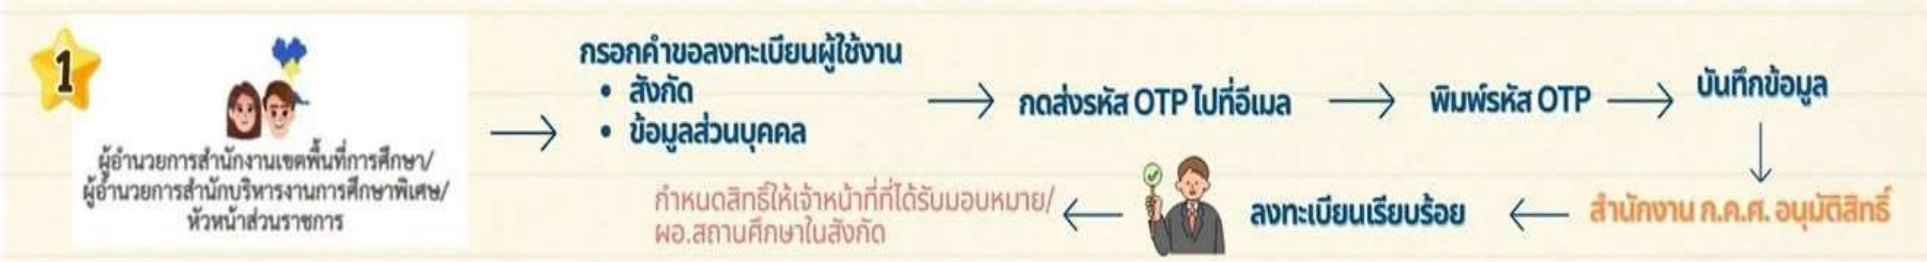 1
ผู้อำนวยการสำนักงานเขตพื้นที่การศึกษา/
ผู้อำนวยการสำนักบริหารงานการศึกษาพิเศษ/
หัวหน้าส่วนราชการ
กรอกคำขอลงทะเบียนผู้ใช้งาน
• สังกัด
• ข้อมูลส่วนบุคคล
กดส่งรหัส OTP ไปที่อีเมล
พิมพ์รหัส OTP
บันทึกข้อมูล
สำนักงาน ก.ค.ศ. อนุมัติสิทธิ์
ลงทะเบียนเรียบร้อย
กำหนดสิทธิ์ให้เจ้าหน้าที่ที่ได้รับมอบหมาย/
ผอ.สถานศึกษาในสังกัด